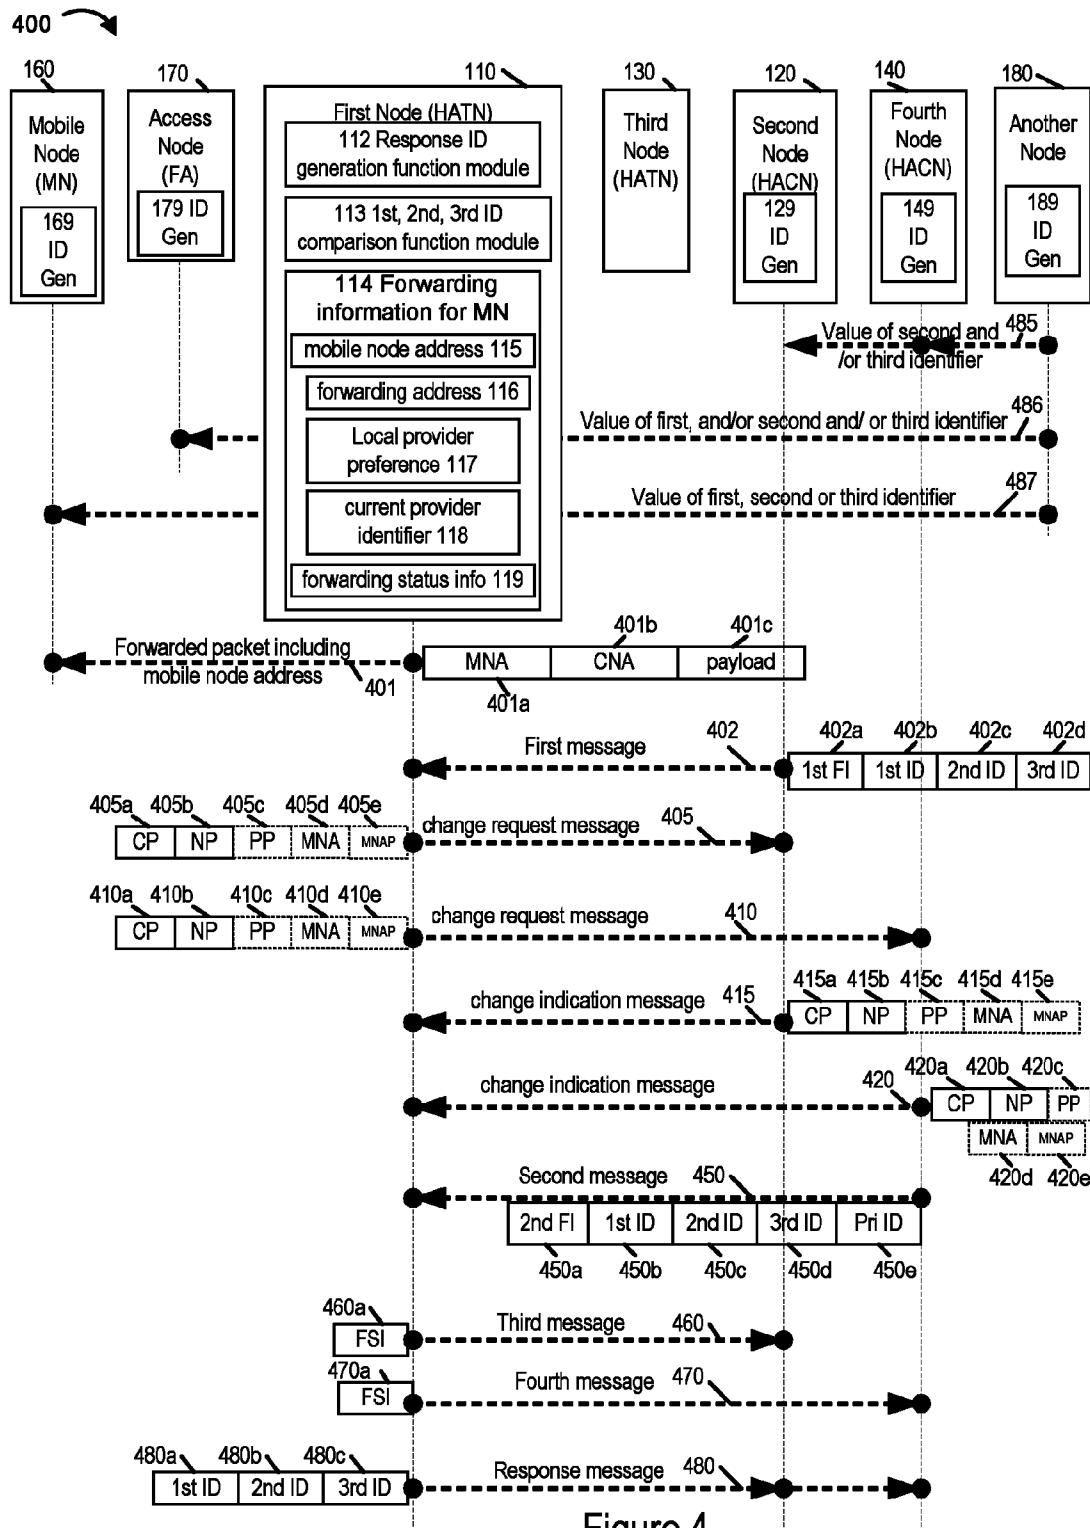 400
160
170
110
130
120
140
180
Mobile
Node
(MN)
169
ID
Gen
Access
Node
(FA)
179 ID
Gen
First Node (HATN)
112 Response ID
generation function module
113 1st, 2nd, 3rd ID
comparison function module
114 Forwarding
information for MN
mobile node address 115
forwarding address 116
Local provider
preference 117
current provider
identifier 118
forwarding status info 119
Third
Node
(HATN)
Second
Node
(HACN)
129
ID
Gen
Fourth
Node
(HACN)
149
ID
Gen
Another
Node
189
ID
Gen
Value of second and
/or third identifier
485
Value of first, and/or second and/ or third identifier
486
Value of first, second or third identifier
487
Forwarded packet including
mobile node address
401
401b
401c
MNA
CNA
payload
401a
First message
402
402a
402b
402c
402d
1st FI
1st ID
2nd ID
3rd ID
405a
405b
405c
405d
405e
CP
NP
PP
MNA
MNAP
change request message
405
410a
410b
410c
410d
410e
CP
NP
PP
MNA
MNAP
change request message
410
change indication message
415
415a
415b
415c
415d
415e
CP
NP
PP
MNA
MNAP
change indication message
420
420a
420b
420c
CP
NP
PP
MNA
MNAP
420d
420e
Second message
450
2nd FI
1st ID
2nd ID
3rd ID
Pri ID
450a
450b
450c
450d
450e
460a
FSI
Third message
460
470a
FSI
Fourth message
470
480a
480b
480c
1st ID
2nd ID
3rd ID
Response message
480
Figure 4